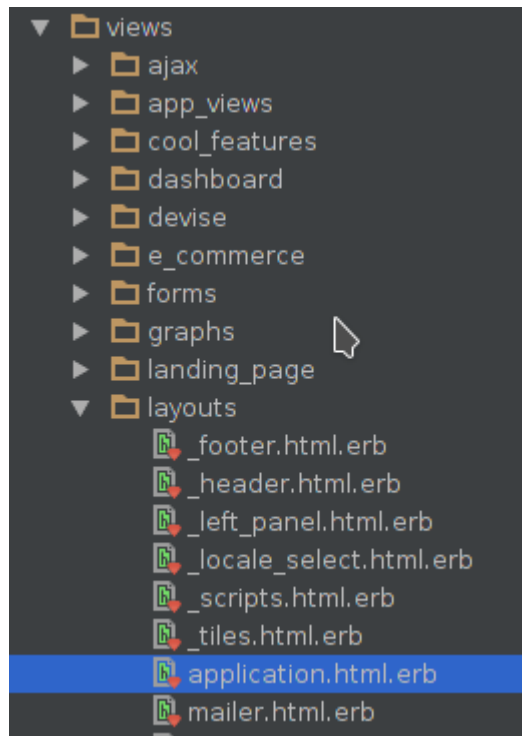 views
ajax
app_views
cool_features
dashboard
devise
e_commerce
forms
graphs
landing_page
layouts
_footer.html.erb
_header.html.erb
_left_panel.html.erb
_locale_select.html.erb
_scripts.html.erb
_tiles.html.erb
application.html.erb
mailer.html.erb